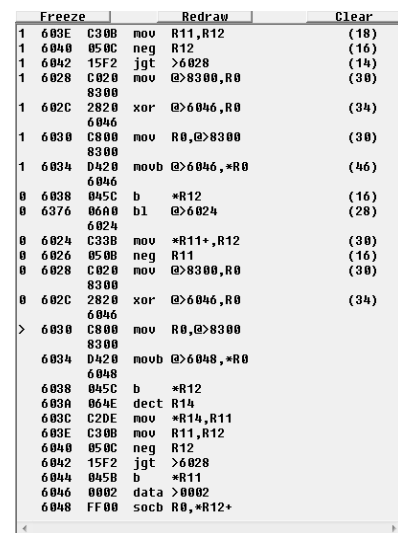 Freeze Redraw Clear
1 603E C30B mov R11,R12 (18)
1 6040 050C neg R12 (16)
1 6042 15F2 jgt >6028 (14)
1 6028 C020 mov @>8300,R0 (30)
8300
1 602C 2820 xor @>6046,R0 (34)
6046
1 6030 C800 mov R0,@>8300 (30)
8300
1 6034 D420 movb @>6046,*R0 (46)
6046
0 6038 045C b *R12 (16)
0 6376 06A0 bl @>6024 (28)
6024
0 6024 C33B mov *R11+,R12 (30)
0 6026 050B neg R11 (16)
0 6028 C020 mov @>8300,R0 (30)
8300
0 602C 2820 xor @>6046,R0 (34)
6046
> 6030 C800 mov R0,@>8300
8300
6034 D420 movb @>6048,*R0
6048
6038 045C b *R12
603A 064E dect R14
603C C2DE mov *R14,R11
603E C30B mov R11,R12
6040 050C neg R12
6042 15F2 jgt >6028
6044 045B b *R11
6046 0002 data >0002
6048 FF00 socb R0,*R12+